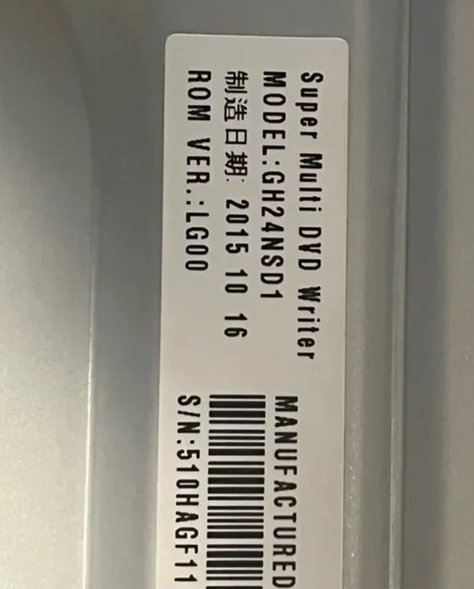 Super Multi DVD Writer
MODEL:GH24NSD1
制造日期: 2015 10 16
ROM VER.:LG00
MANUFACTURED
S/N:510HAGF11